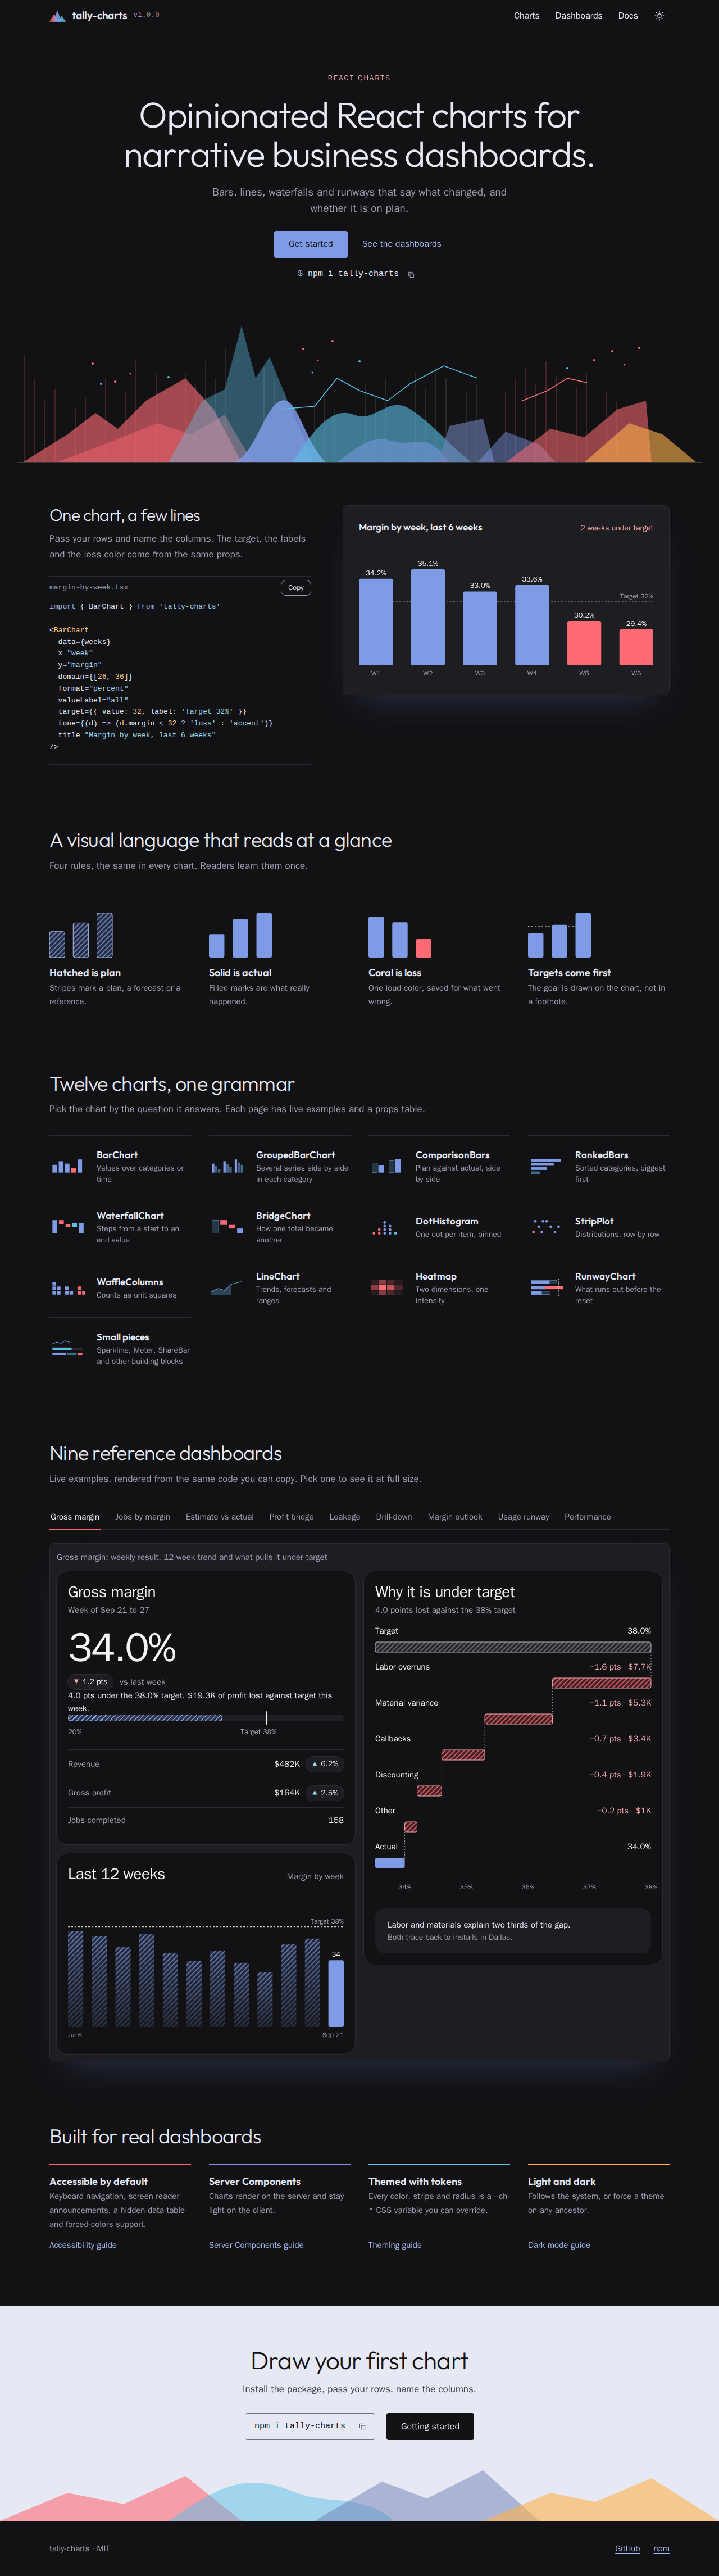 tally-charts v1.0.0
Charts Dashboards Docs
REACT CHARTS
Opinionated React charts for
narrative business dashboards.
Bars, lines, waterfalls and runways that say what changed, and
whether it is on plan.
Get started See the dashboards
$ npm i tally-charts
One chart, a few lines
Pass your rows and name the columns. The target, the labels
and the loss color come from the same props.
margin-by-week.tsx
Copy
import { BarChart } from 'tally-charts'
<BarChart
data={weeks}
x="week"
y="margin"
domain={[26, 36]}
format="percent"
valueLabel="all"
target={{ value: 32, label: 'Target 32%' }}
tone={(d) => (d.margin < 32 ? 'loss' : 'accent')}
title="Margin by week, last 6 weeks"
/>
Margin by week, last 6 weeks
2 weeks under target
34.2% 35.1% 33.0% 33.6% 30.2% 29.4%
Target 32%
W1 W2 W3 W4 W5 W6
A visual language that reads at a glance
Four rules, the same in every chart. Readers learn them once.
Hatched is plan
Stripes mark a plan, a forecast or a
reference.
Solid is actual
Filled marks are what really
happened.
Coral is loss
One loud color, saved for what went
wrong.
Targets come first
The goal is drawn on the chart, not in
a footnote.
Twelve charts, one grammar
Pick the chart by the question it answers. Each page has live examples and a props table.
BarChart
Values over categories or
time
GroupedBarChart
Several series side by side
in each category
ComparisonBars
Plan against actual, side
by side
RankedBars
Sorted categories, biggest
first
WaterfallChart
Steps from a start to an
end value
BridgeChart
How one total became
another
DotHistogram
One dot per item, binned
StripPlot
Distributions, row by row
WaffleColumns
Counts as unit squares
LineChart
Trends, forecasts and
ranges
Heatmap
Two dimensions, one
intensity
RunwayChart
What runs out before the
reset
Small pieces
Sparkline, Meter, ShareBar
and other building blocks
Nine reference dashboards
Live examples, rendered from the same code you can copy. Pick one to see it at full size.
Gross margin Jobs by margin Estimate vs actual Profit bridge Leakage Drill-down Margin outlook Usage runway Performance
Gross margin: weekly result, 12-week trend and what pulls it under target
Gross margin
Week of Sep 21 to 27
34.0%
▼ 1.2 pts vs last week
4.0 pts under the 38.0% target. $19.3K of profit lost against target this
week.
20% Target 38%
Revenue $482K ▲ 6.2%
Gross profit $164K ▲ 2.5%
Jobs completed 158
Last 12 weeks
Margin by week
Target 38%
34
Jul 6 Sep 21
Why it is under target
4.0 points lost against the 38% target
Target 38.0%
Labor overruns −1.6 pts · $7.7K
Material variance −1.1 pts · $5.3K
Callbacks −0.7 pts · $3.4K
Discounting −0.4 pts · $1.9K
Other −0.2 pts · $1K
Actual 34.0%
34% 35% 36% 37% 38%
Labor and materials explain two thirds of the gap.
Both trace back to installs in Dallas.
Built for real dashboards
Accessible by default
Keyboard navigation, screen reader
announcements, a hidden data table
and forced-colors support.
Accessibility guide
Server Components
Charts render on the server and stay
light on the client.
Server Components guide
Themed with tokens
Every color, stripe and radius is a --ch-
* CSS variable you can override.
Theming guide
Light and dark
Follows the system, or force a theme
on any ancestor.
Dark mode guide
Draw your first chart
Install the package, pass your rows, name the columns.
npm i tally-charts
Getting started
tally-charts · MIT
GitHub npm